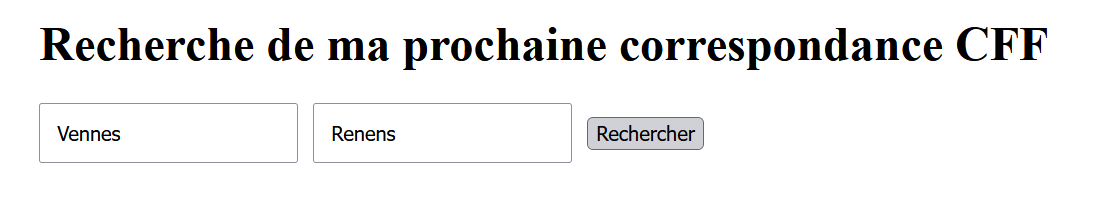 Recherche de ma prochaine correspondance CFF
Vennes Renens Rechercher